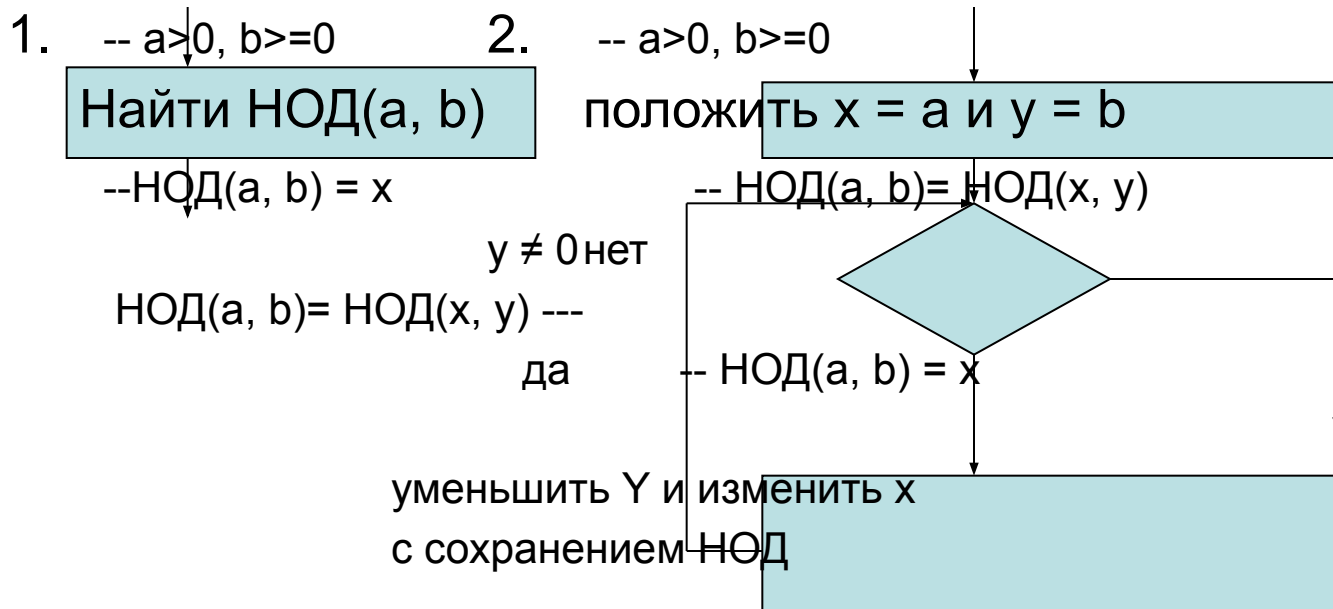 1. -- a>0, b>=0 2. -- a>0, b>=0
Найти НОД(a, b) положить x = a и y = b
--НОД(a, b) = x -- НОД(a, b)= НОД(x, y)
y ≠ 0 нет
НОД(a, b)= НОД(x, y) ---
да -- НОД(a, b) = x
уменьшить Y и изменить x
с сохранением НОД